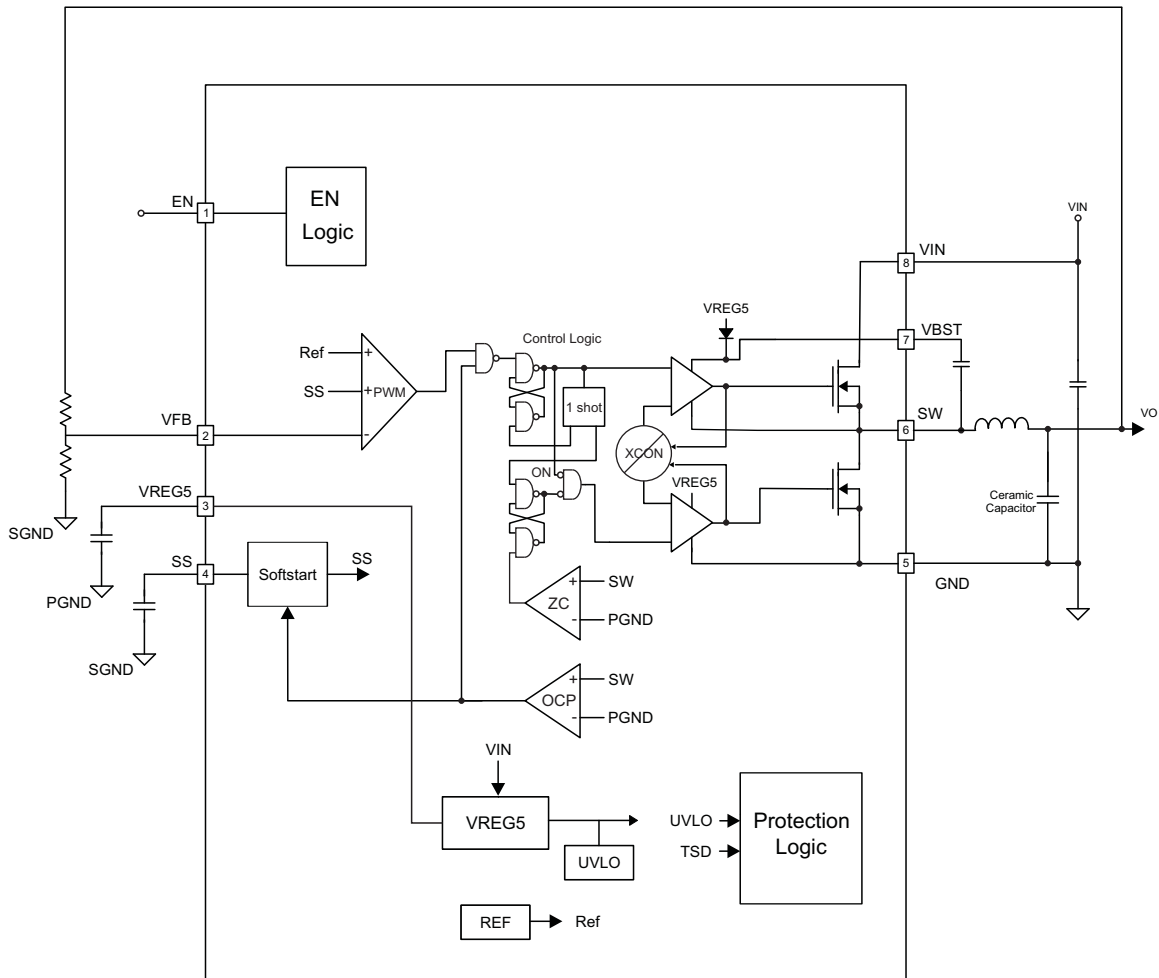 EN
1
EN
Logic
VIN
VIN
8
VREG5
VBST
7
Control Logic
Ref
+
SS
+
PWM
-
1 shot
SW
6
VO
VFB
2
XCON
ON
VREG5
Ceramic
Capacitor
VREG5
3
SGND
SS
4
Softstart
SS
5
GND
PGND
SGND
+
SW
ZC
-
PGND
+
SW
OCP
-
PGND
VIN
VREG5
UVLO
UVLO
TSD
Protection
Logic
REF
Ref